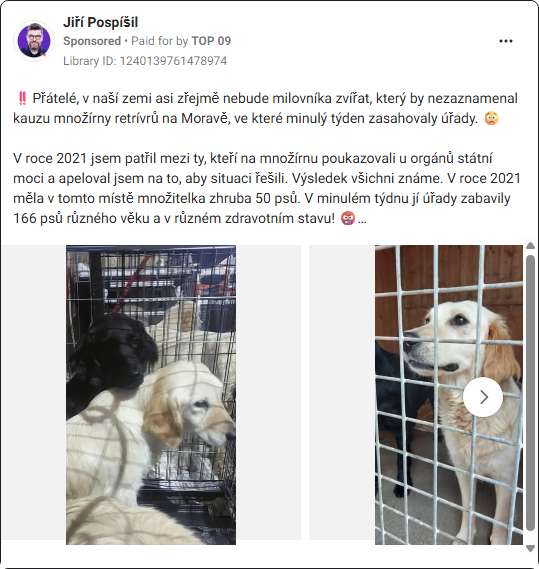 Jiří Pospíšil
Sponsored • Paid for by TOP 09
Library ID: 1240139761478974
‼️ Přátelé, v naší zemi asi zřejmě nebude milovníka zvířat, který by nezaznamenal
kauzu množírny retrívrů na Moravě, ve které minulý týden zasahovaly úřady. 😟
V roce 2021 jsem patřil mezi ty, kteří na množírnu poukazovali u orgánů státní
moci a apeloval jsem na to, aby situaci řešili. Výsledek všichni známe. V roce 2021
měla v tomto místě množitelka zhruba 50 psů. V minulém týdnu jí úřady zabavily
166 psů různého věku a v různém zdravotním stavu! 😡...